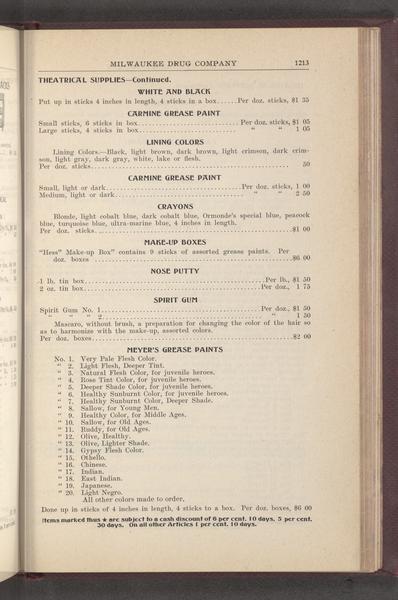 MILWAUKEE DRUG COMPANY 1213
THEATRICAL SUPPLIES—Continued.
WHITE AND BLACK
Put up in sticks 4 inches in length, 4 sticks in a box......Per doz. sticks, $1 35
CARMINE GREASE PAINT
Small sticks, 6 sticks in box..........................Per doz. sticks, $1 05
Large sticks, 4 sticks in box.......................... “ “ 1 05
LINING COLORS
Lining Colors.—Black, light brown, dark brown, light crimson, dark crim-
son, light gray, dark gray, white, lake or flesh.
Per doz. sticks.................................................... 50
CARMINE GREASE PAINT
Small, light or dark...................................Per doz. sticks, 1 00
Medium, light or dark................................... “ “ 2 50
CRAYONS
Blonde, light cobalt blue, dark cobalt blue, Ormonde's special blue, peacock
blue, turquoise blue, ultra-marine blue, 4 inches in length.
Per doz. sticks....................................................$1 00
MAKE-UP BOXES
“Hess” Make-up Box” contains 9 sticks of assorted grease paints. Per
doz. boxes ....................................................$6 00
NOSE PUTTY
1 lb. tin box..............................................Per lb., $1 50
2 oz. tin box.............................................Per doz., 1 75
SPIRIT GUM
Spirit Gum No. 1.........................................Per doz., $1 50
“ “ “ 2......................................... “ 1 30
Mascaro, without brush, a preparation for changing the color of the hair so
as to harmonize with the make-up, assorted colors.
Per doz. boxes....................................................$2 00
MEYER'S GREASE PAINTS
No. 1. Very Pale Flesh Color.
“ 2. Light Flesh, Deeper Tint.
“ 3. Natural Flesh Color, for juvenile heroes.
“ 4. Rose Tint Color, for juvenile heroes.
“ 5. Deeper Shade Color, for juvenile heroes.
“ 6. Healthy Sunburnt Color, for juvenile heroes.
“ 7. Healthy Sunburnt Color, Deeper Shade.
“ 8. Sallow, for Young Men.
“ 9. Healthy Color, for Middle Ages.
“ 10. Sallow, for Old Ages.
“ 11. Ruddy, for Old Ages.
“ 12. Olive, Healthy.
“ 13. Olive, Lighter Shade.
“ 14. Gypsy Flesh Color.
“ 15. Othello.
“ 16. Chinese.
“ 17. Indian.
“ 18. East Indian.
“ 19. Japanese.
“ 20. Light Negro.
All other colors made to order.
Done up in sticks of 4 inches in length, 4 sticks to a box. Per doz. boxes, $6 00
Items marked thus ★ are subject to a cash discount of 6 per cent. 10 days, 5 per cent.
30 days. On all other Articles 1 per cent. 10 days.